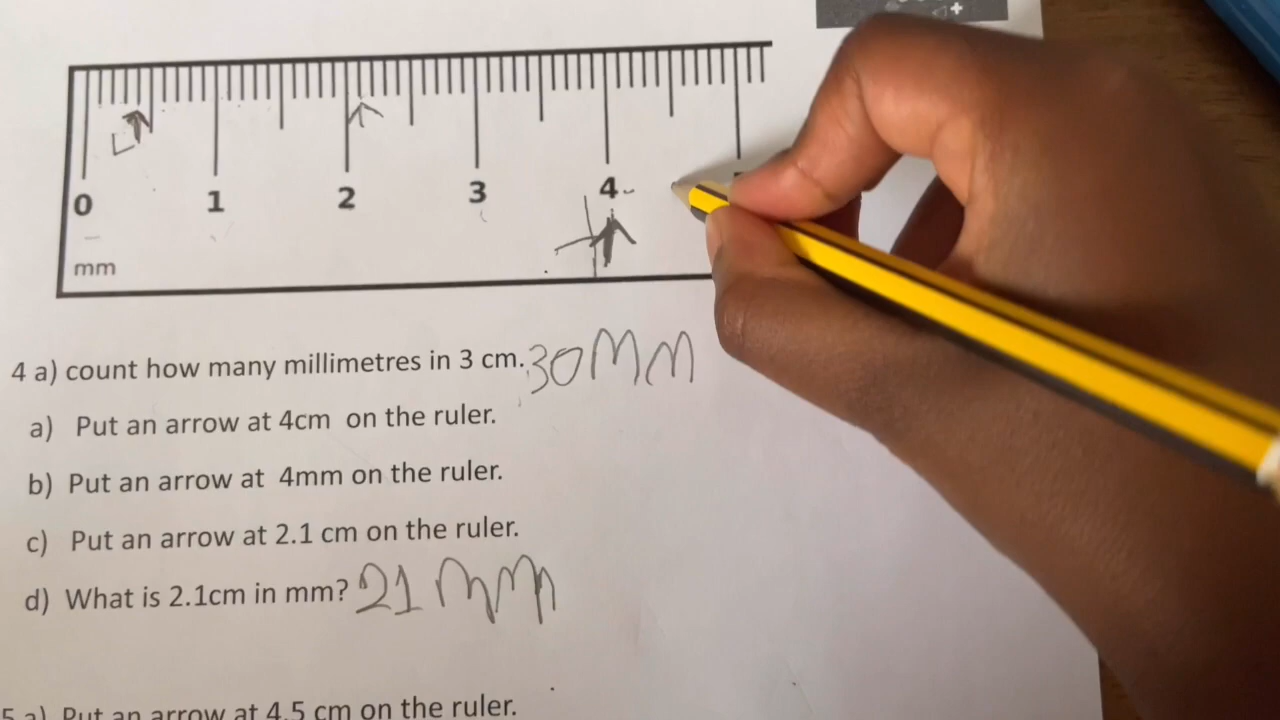 0 1 2 3 4
mm
4 a) count how many millimetres in 3 cm. 30MM
a) Put an arrow at 4cm on the ruler.
b) Put an arrow at 4mm on the ruler.
c) Put an arrow at 2.1 cm on the ruler.
d) What is 2.1cm in mm? 21 mm
5 a) Put an arrow at 4.5 cm on the ruler.